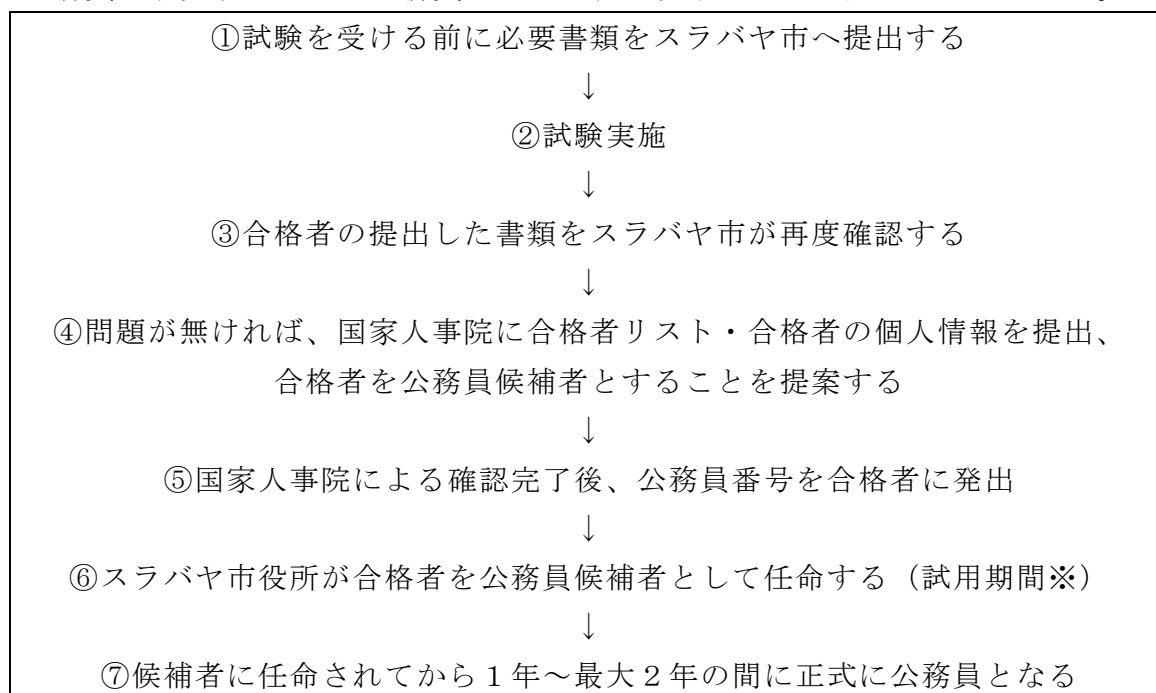 ①試験を受ける前に必要書類をスラバヤ市へ提出する
↓
②試験実施
↓
③合格者の提出した書類をスラバヤ市が再度確認する
↓
④問題が無ければ、国家人事院に合格者リスト・合格者の個人情報を提出、
合格者を公務員候補者とすることを提案する
↓
⑤国家人事院による確認完了後、公務員番号を合格者に発出
↓
⑥スラバヤ市役所が合格者を公務員候補者として任命する（試用期間※）
↓
⑦候補者に任命されてから１年～最大２年の間に正式に公務員となる